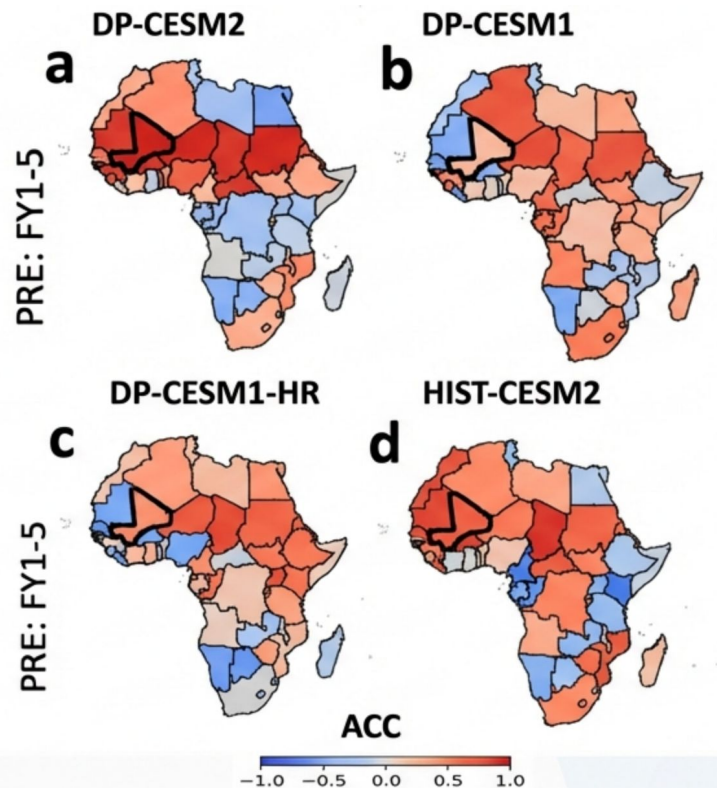 DP-CESM2 DP-CESM1
a b
PRE: FY1-5
DP-CESM1-HR HIST-CESM2
c d
PRE: FY1-5
ACC
−1.0 −0.5 0.0 0.5 1.0